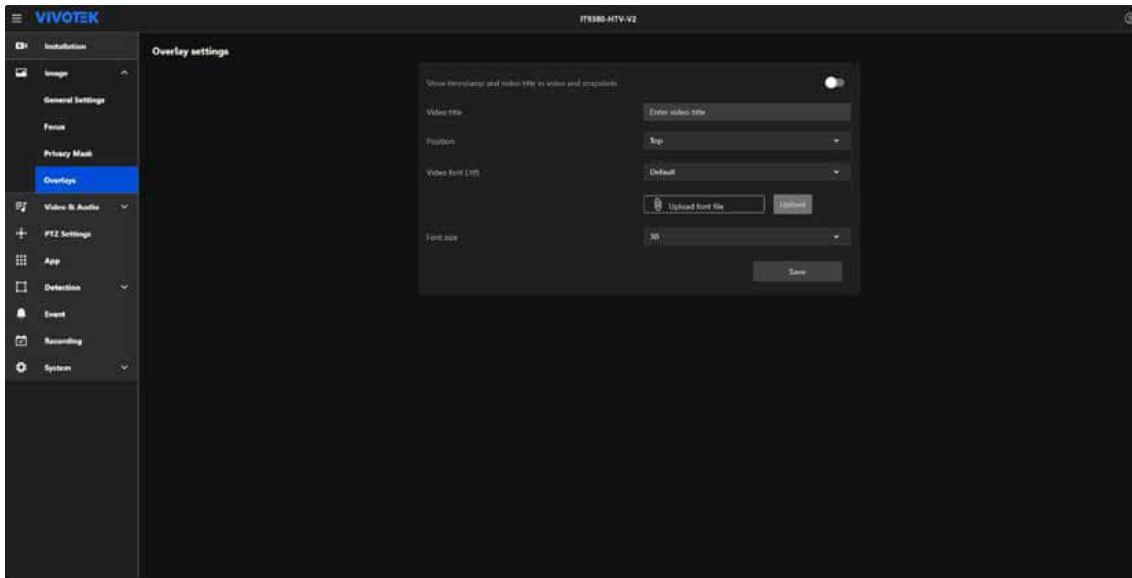 VIVOTEK
IT9380-HTV-V2
Installation
Image
General Settings
Focus
Privacy Mask
Overlays
Video & Audio
PTZ Settings
App
Detection
Event
Recording
System
Overlay settings
Show timestamp and video title in video and snapshots
Video title
Enter video title
Position
Top
Video font (.ttf)
Default
Upload font file
Upload
Font size
30
Save